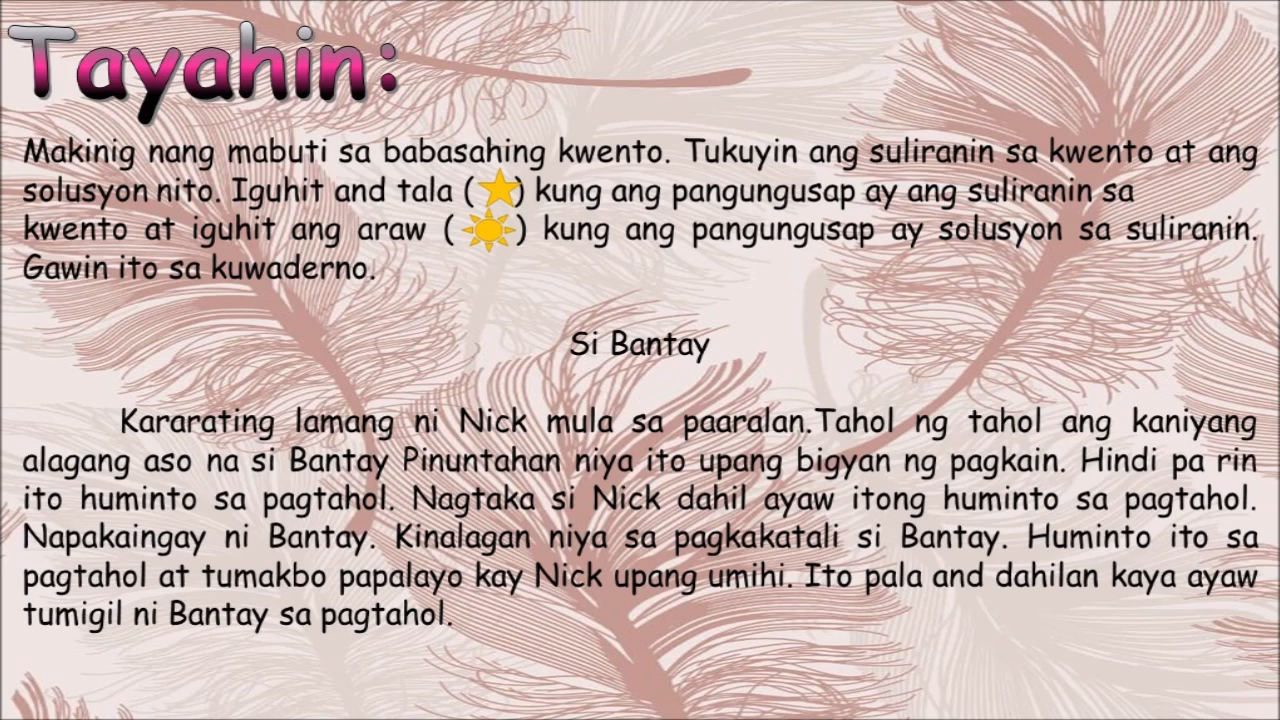 Tayahin:
Makinig nang mabuti sa babasahing kwento. Tukuyin ang suliranin sa kwento at ang
solusyon nito. Iguhit and tala ( ) kung ang pangungusap ay ang suliranin sa
kwento at iguhit ang araw ( ) kung ang pangungusap ay solusyon sa suliranin.
Gawin ito sa kuwaderno.
Si Bantay
Kararating lamang ni Nick mula sa paaralan.Tahol ng tahol ang kaniyang
alagang aso na si Bantay Pinuntahan niya ito upang bigyan ng pagkain. Hindi pa rin
ito huminto sa pagtahol. Nagtaka si Nick dahil ayaw itong huminto sa pagtahol.
Napakaingay ni Bantay. Kinalagan niya sa pagkakatali si Bantay. Huminto ito sa
pagtahol at tumakbo papalayo kay Nick upang umihi. Ito pala and dahilan kaya ayaw
tumigil ni Bantay sa pagtahol.